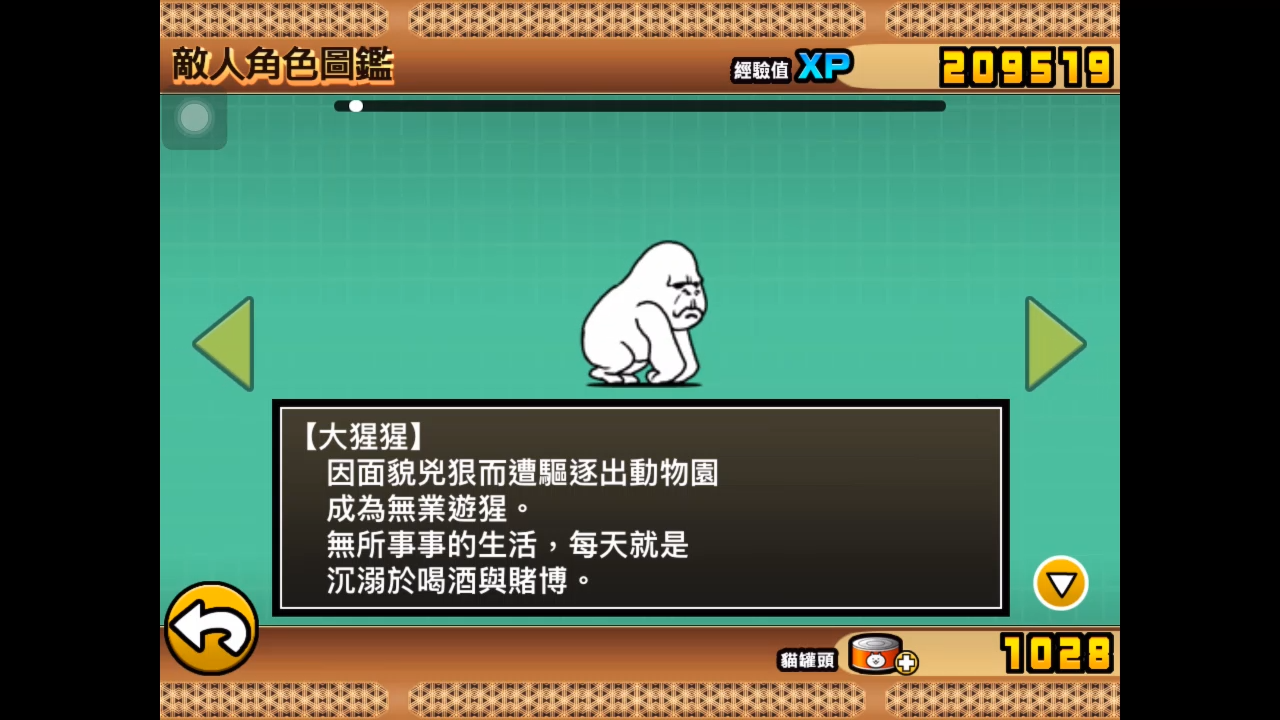 敵人角色圖鑑
經驗值 XP 209519
【大猩猩】
因面貌兇狠而遭驅逐出動物園
成為無業遊猩。
無所事事的生活，每天就是
沉溺於喝酒與賭博。
貓罐頭 1028